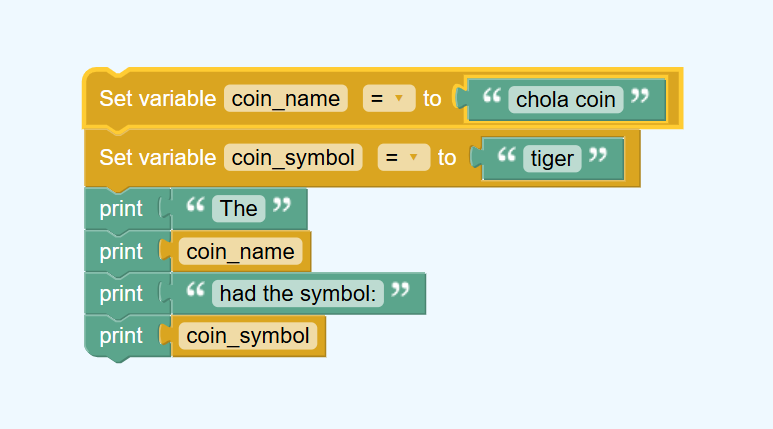 Set variable coin_name = to “ chola coin ”
Set variable coin_symbol = to “ tiger ”
print “ The ”
print coin_name
print “ had the symbol: ”
print coin_symbol